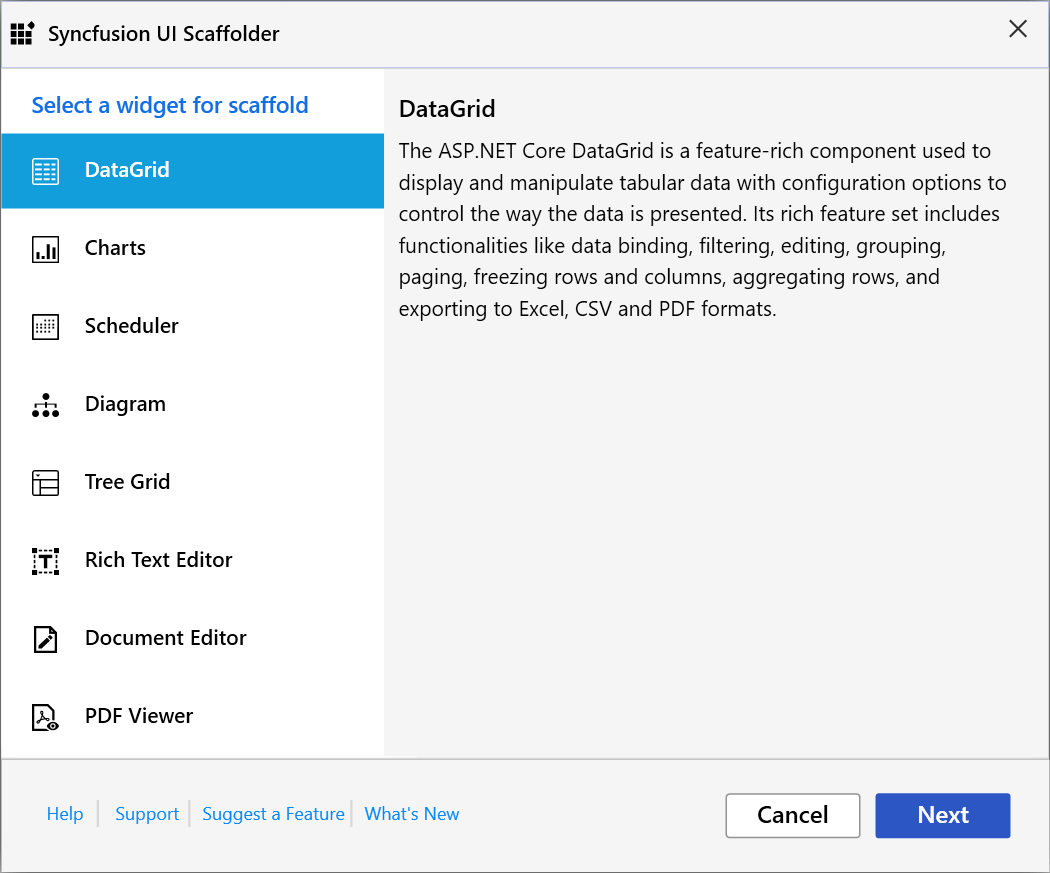 Syncfusion UI Scaffolder
Select a widget for scaffold
DataGrid
Charts
Scheduler
Diagram
Tree Grid
Rich Text Editor
Document Editor
PDF Viewer
DataGrid
The ASP.NET Core DataGrid is a feature-rich component used to
display and manipulate tabular data with configuration options to
control the way the data is presented. Its rich feature set includes
functionalities like data binding, filtering, editing, grouping,
paging, freezing rows and columns, aggregating rows, and
exporting to Excel, CSV and PDF formats.
Help Support Suggest a Feature What's New
Cancel Next